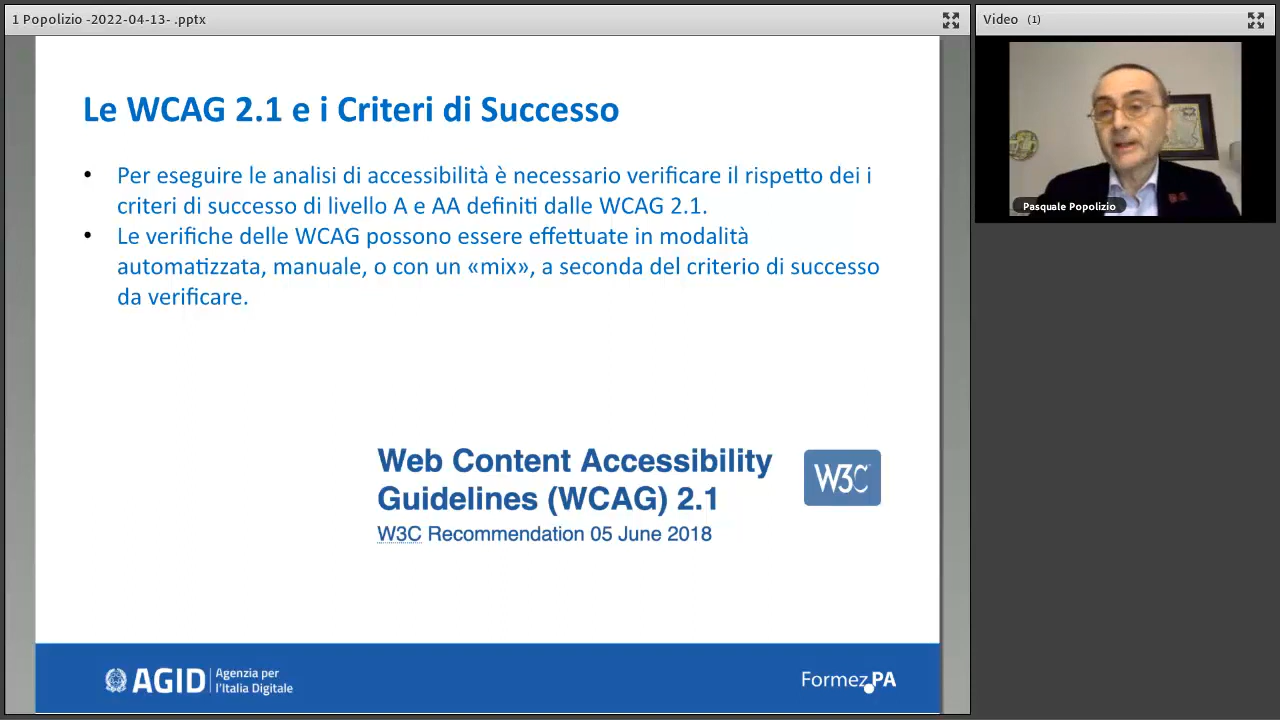 1 Popolizio -2022-04-13- .pptx
Video (1)
Le WCAG 2.1 e i Criteri di Successo
• Per eseguire le analisi di accessibilità è necessario verificare il rispetto dei i
criteri di successo di livello A e AA definiti dalle WCAG 2.1.
• Le verifiche delle WCAG possono essere effettuate in modalità
automatizzata, manuale, o con un «mix», a seconda del criterio di successo
da verificare.
Pasquale Popolizio
Web Content Accessibility
Guidelines (WCAG) 2.1
W3C Recommendation 05 June 2018
W3C
AGID Agenzia per
l'Italia Digitale
Formez.PA